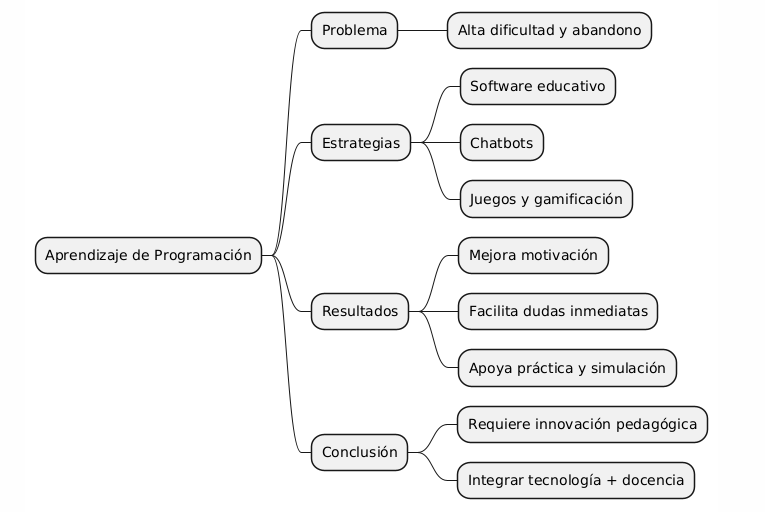 Aprendizaje de Programación
Problema
Alta dificultad y abandono
Estrategias
Software educativo
Chatbots
Juegos y gamificación
Resultados
Mejora motivación
Facilita dudas inmediatas
Apoya práctica y simulación
Conclusión
Requiere innovación pedagógica
Integrar tecnología + docencia